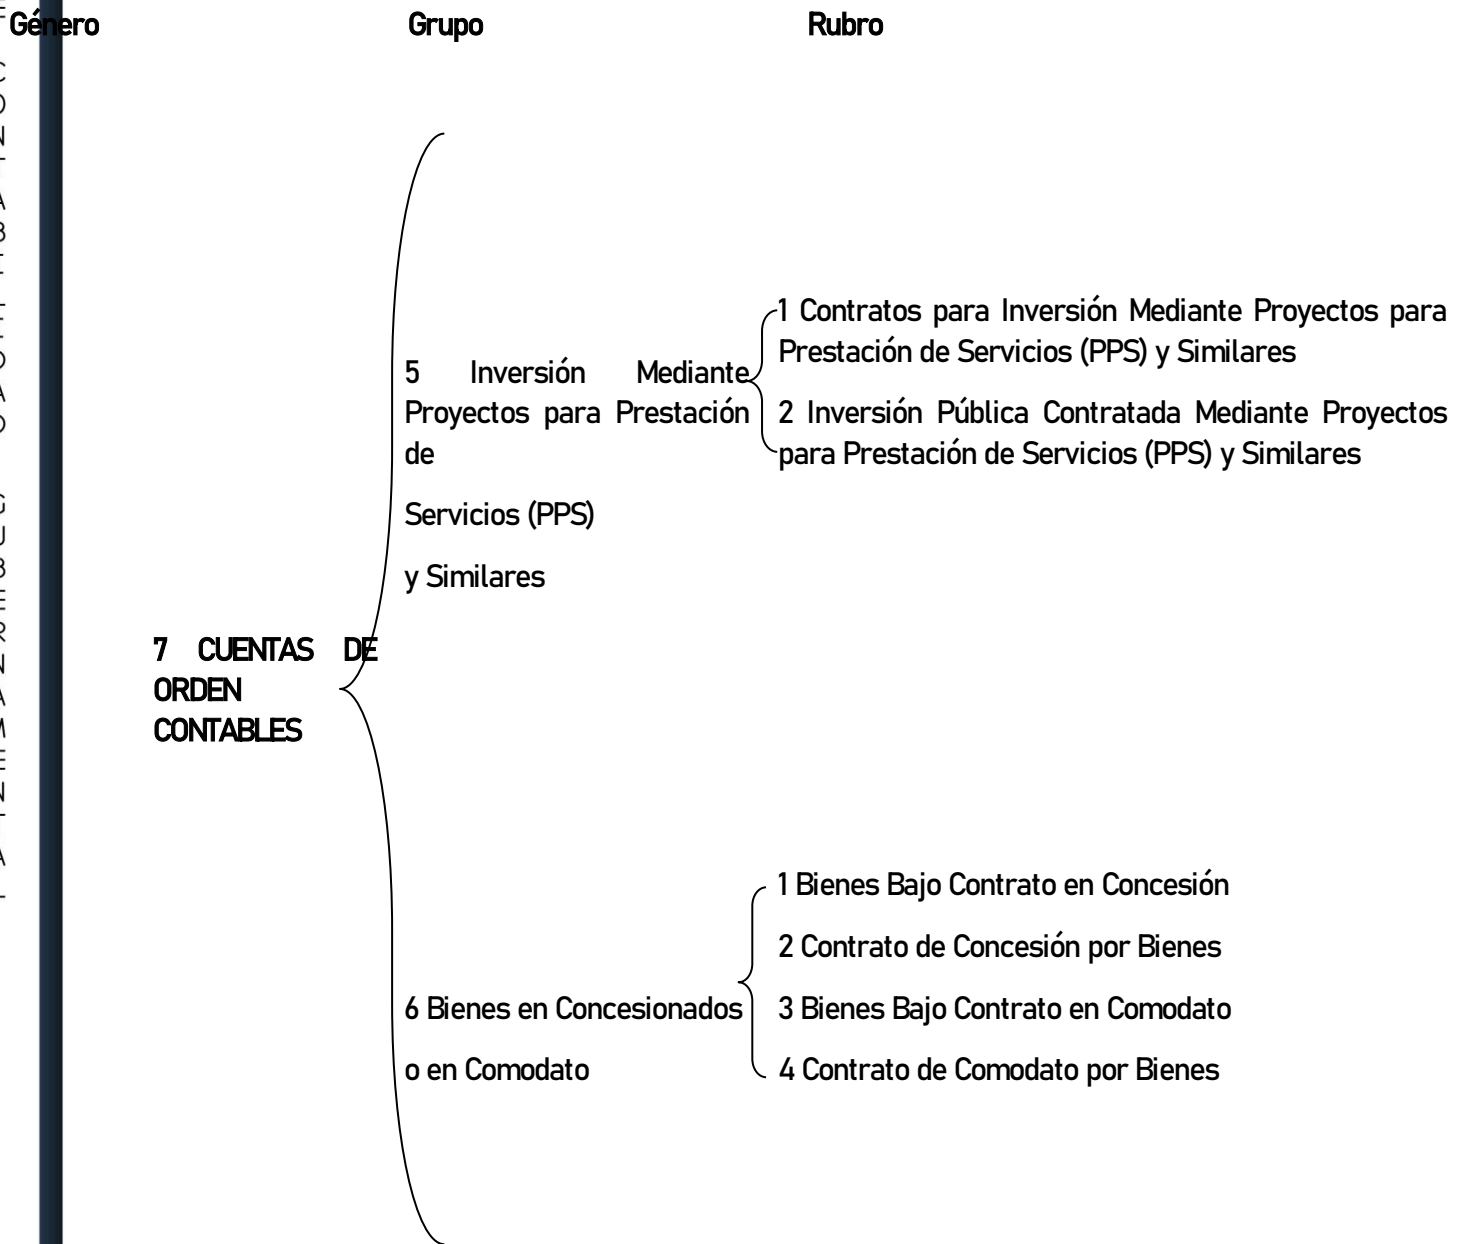 Género Grupo Rubro
1 Contratos para Inversión Mediante Proyectos para
Prestación de Servicios (PPS) y Similares
5 Inversión Mediante
Proyectos para Prestación
de
2 Inversión Pública Contratada Mediante Proyectos
para Prestación de Servicios (PPS) y Similares
Servicios (PPS)
y Similares
7 CUENTAS DE
ORDEN
CONTABLES
1 Bienes Bajo Contrato en Concesión
2 Contrato de Concesión por Bienes
6 Bienes en Concesionados
o en Comodato
3 Bienes Bajo Contrato en Comodato
4 Contrato de Comodato por Bienes